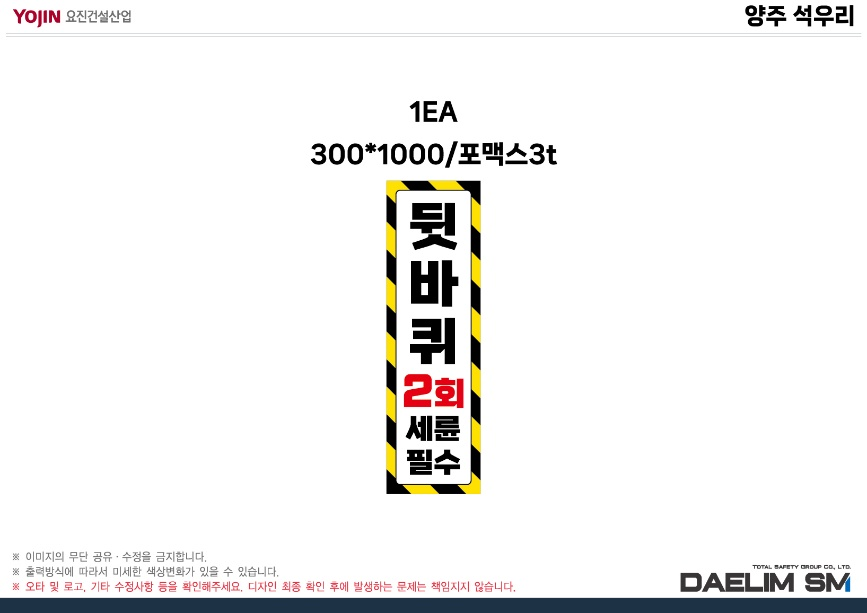 YOJIN 요진건설산업
양주 석우리
1EA
300*1000/포맥스3t
뒷
바
퀴
2회
세륜
필수
※ 이미지의 무단 공유 · 수정을 금지합니다.
※ 출력방식에 따라서 미세한 색상변화가 있을 수 있습니다.
※ 오타 및 로고, 기타 수정사항 등을 확인해주세요. 디자인 최종 확인 후에 발생하는 문제는 책임지지 않습니다.
TOTAL SAFETY GROUP CO., LTD.
DAELIM SM